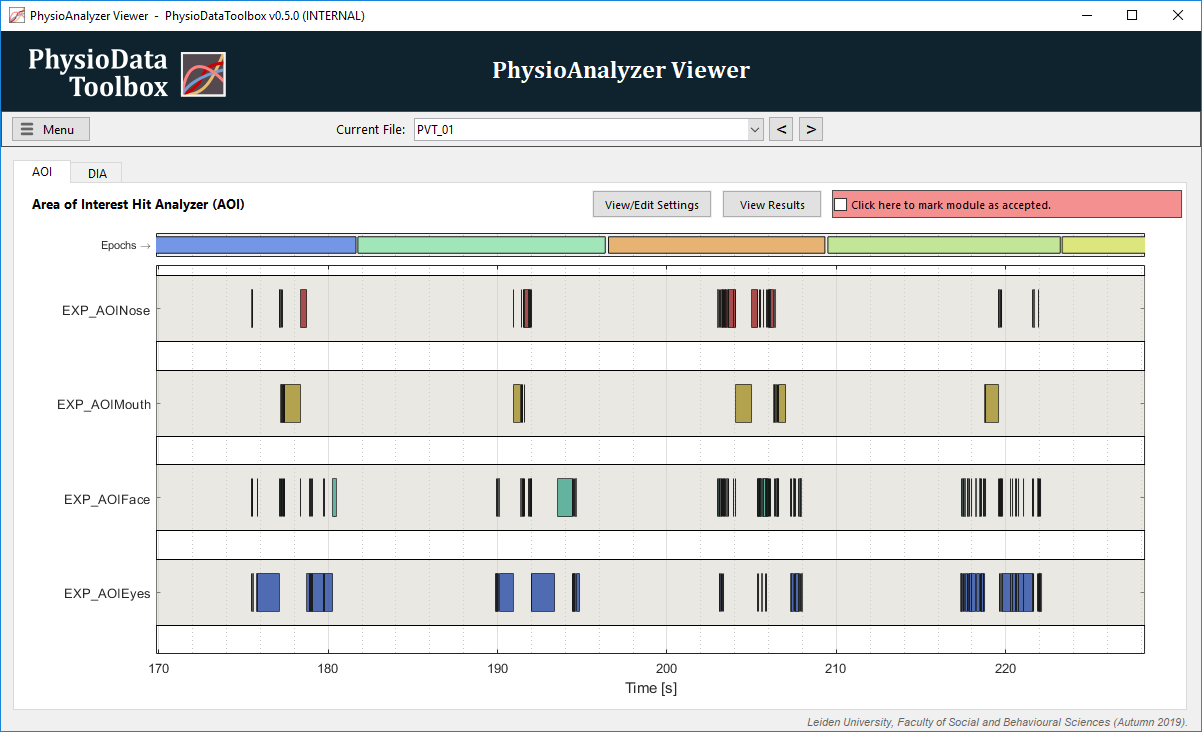 PhysioAnalyzer Viewer - PhysioDataToolbox v0.5.0 (INTERNAL)
PhysioData
Toolbox
PhysioAnalyzer Viewer
Menu
Current File:
PVT_01
<
>
AOI
DIA
Area of Interest Hit Analyzer (AOI)
View/Edit Settings
View Results
Click here to mark module as accepted.
Epochs →
EXP_AOINose
EXP_AOIMouth
EXP_AOIFace
EXP_AOIEyes
170 180 190 200 210 220
Time [s]
Leiden University, Faculty of Social and Behavioural Sciences (Autumn 2019).